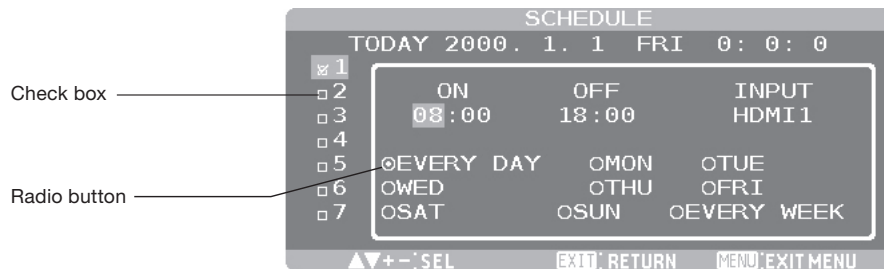 SCHEDULE
TODAY 2000. 1. 1 FRI 0: 0: 0
1
Check box
2 ON OFF INPUT
3 08:00 18:00 HDMI1
4
5 EVERY DAY MON TUE
Radio button
6 WED THU FRI
7 SAT SUN EVERY WEEK
▲▼+-:SEL EXIT: RETURN MENU:EXIT MENU